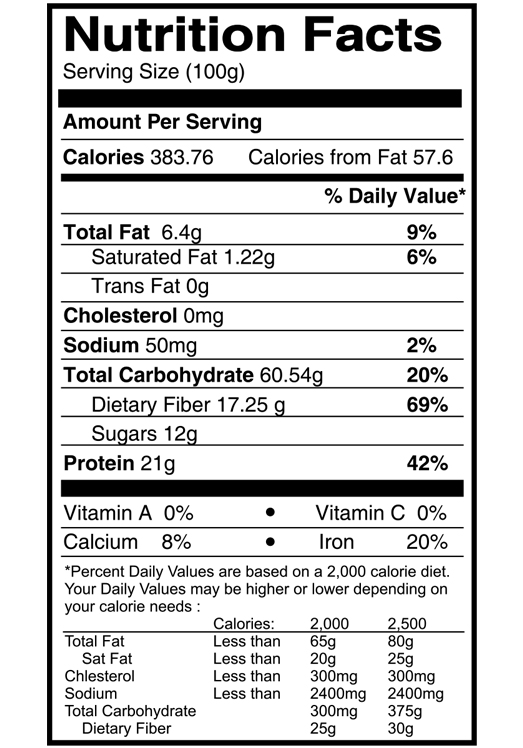 Nutrition Facts
Serving Size (100g)
Amount Per Serving
Calories 383.76 Calories from Fat 57.6
% Daily Value*
Total Fat 6.4g 9%
Saturated Fat 1.22g 6%
Trans Fat 0g
Cholesterol 0mg
Sodium 50mg 2%
Total Carbohydrate 60.54g 20%
Dietary Fiber 17.25 g 69%
Sugars 12g
Protein 21g 42%
Vitamin A 0% • Vitamin C 0%
Calcium 8% • Iron 20%
*Percent Daily Values are based on a 2,000 calorie diet.
Your Daily Values may be higher or lower depending on
your calorie needs :
Calories: 2,000 2,500
Total Fat Less than 65g 80g
Sat Fat Less than 20g 25g
Chlesterol Less than 300mg 300mg
Sodium Less than 2400mg 2400mg
Total Carbohydrate 300mg 375g
Dietary Fiber 25g 30g